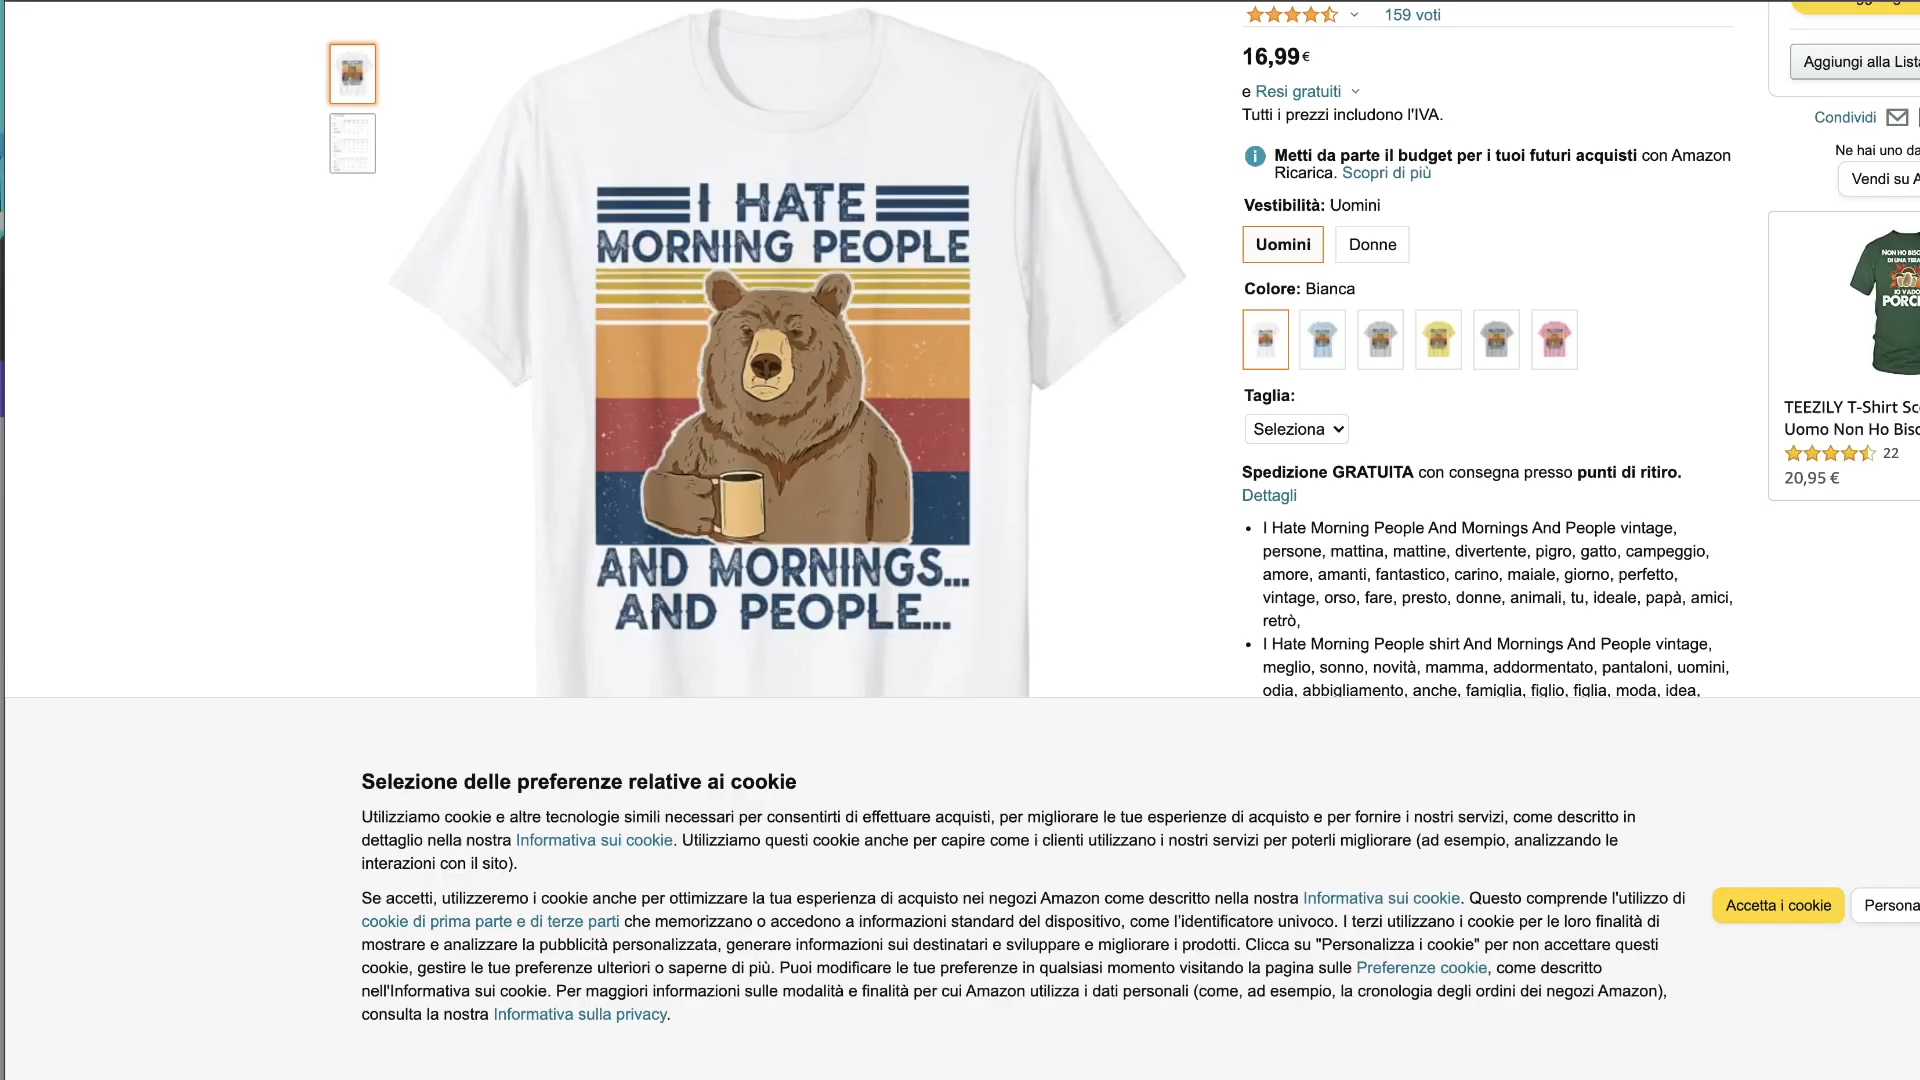 159 voti
16,99€
e Resi gratuiti
Tutti i prezzi includono l'IVA.
Metti da parte il budget per i tuoi futuri acquisti con Amazon
Ricarica. Scopri di più
Vestibilità: Uomini
Uomini
Donne
Colore: Bianca
Taglia:
Seleziona
Spedizione GRATUITA con consegna presso punti di ritiro.
Dettagli
I Hate Morning People And Mornings And People vintage,
persone, mattina, mattine, divertente, pigro, gatto, campeggio,
amore, amanti, fantastico, carino, maiale, giorno, perfetto,
vintage, orso, fare, presto, donne, animali, tu, ideale, papà, amici,
retrò,
I Hate Morning People shirt And Mornings And People vintage,
meglio, sonno, novità, mamma, addormentato, pantaloni, uomini,
odia, abbigliamento, anche, famiglia, figlio, figlia, moda, idea,
I HATE
MORNING PEOPLE
AND MORNINGS...
AND PEOPLE...
Aggiungi alla List
Condividi
Ne hai uno da
Vendi su A
NON HO BISO
DI UNA TERA
IO VADO
PORC
TEEZILY T-Shirt Sc
Uomo Non Ho Bisc
22
20,95 €
Selezione delle preferenze relative ai cookie
Utilizziamo cookie e altre tecnologie simili necessari per consentirti di effettuare acquisti, per migliorare le tue esperienze di acquisto e per fornire i nostri servizi, come descritto in
dettaglio nella nostra Informativa sui cookie. Utilizziamo questi cookie anche per capire come i clienti utilizzano i nostri servizi per poterli migliorare (ad esempio, analizzando le
interazioni con il sito).
Se accetti, utilizzeremo i cookie anche per ottimizzare la tua esperienza di acquisto nei negozi Amazon come descritto nella nostra Informativa sui cookie. Questo comprende l'utilizzo di
cookie di prima parte e di terze parti che memorizzano o accedono a informazioni standard del dispositivo, come l’identificatore univoco. I terzi utilizzano i cookie per le loro finalità di
mostrare e analizzare la pubblicità personalizzata, generare informazioni sui destinatari e sviluppare e migliorare i prodotti. Clicca su "Personalizza i cookie" per non accettare questi
cookie, gestire le tue preferenze ulteriori o saperne di più. Puoi modificare le tue preferenze in qualsiasi momento visitando la pagina sulle Preferenze cookie, come descritto
nell'Informativa sui cookie. Per maggiori informazioni sulle modalità e finalità per cui Amazon utilizza i dati personali (come, ad esempio, la cronologia degli ordini dei negozi Amazon),
consulta la nostra Informativa sulla privacy.
Accetta i cookie
Persona